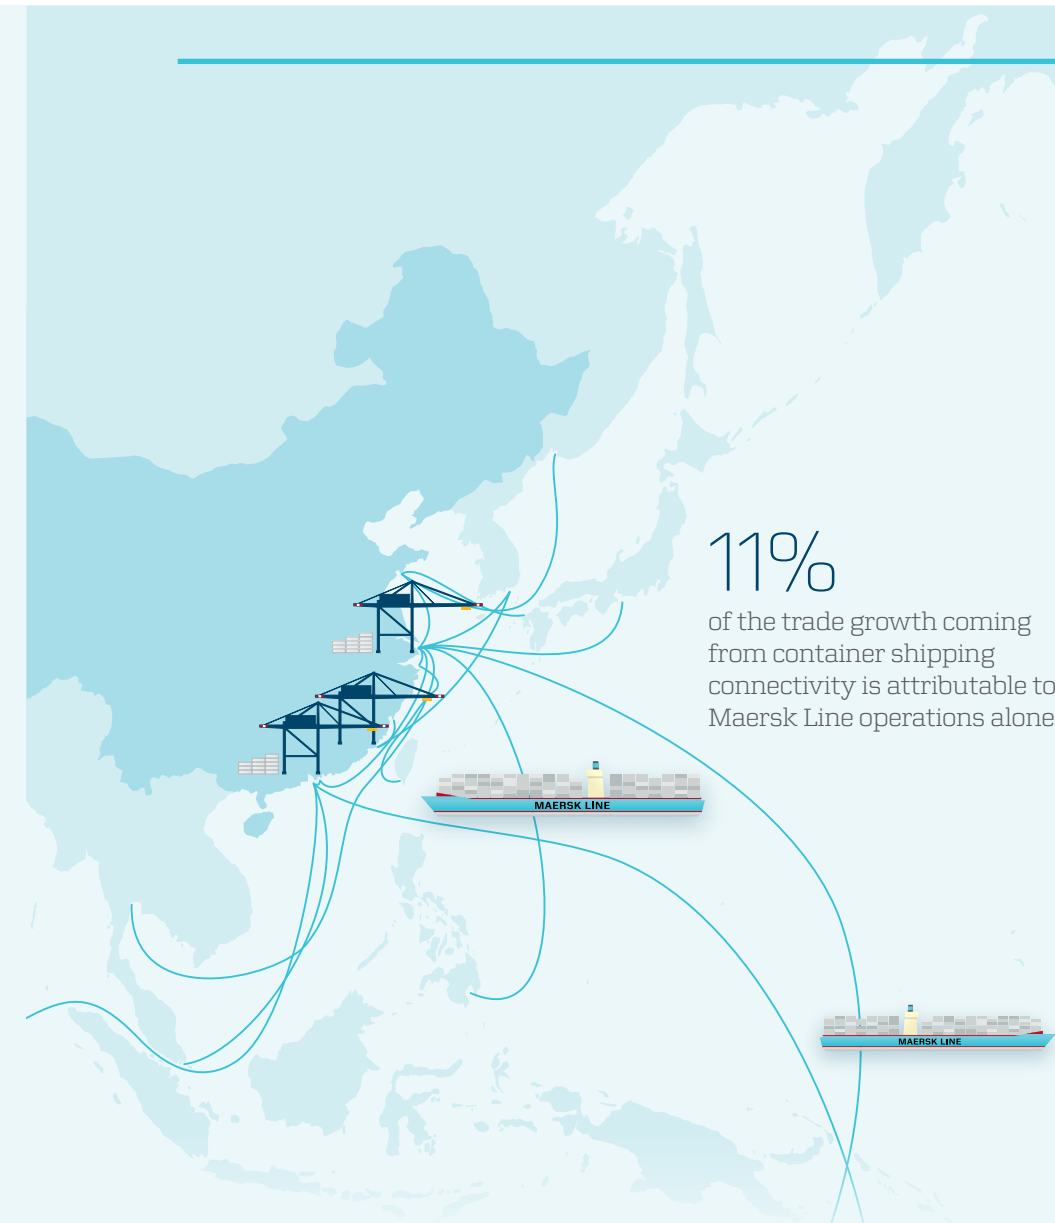 11%
of the trade growth coming
from container shipping
connectivity is attributable to
Maersk Line operations alone
MAERSK LINE
MAERSK LINE